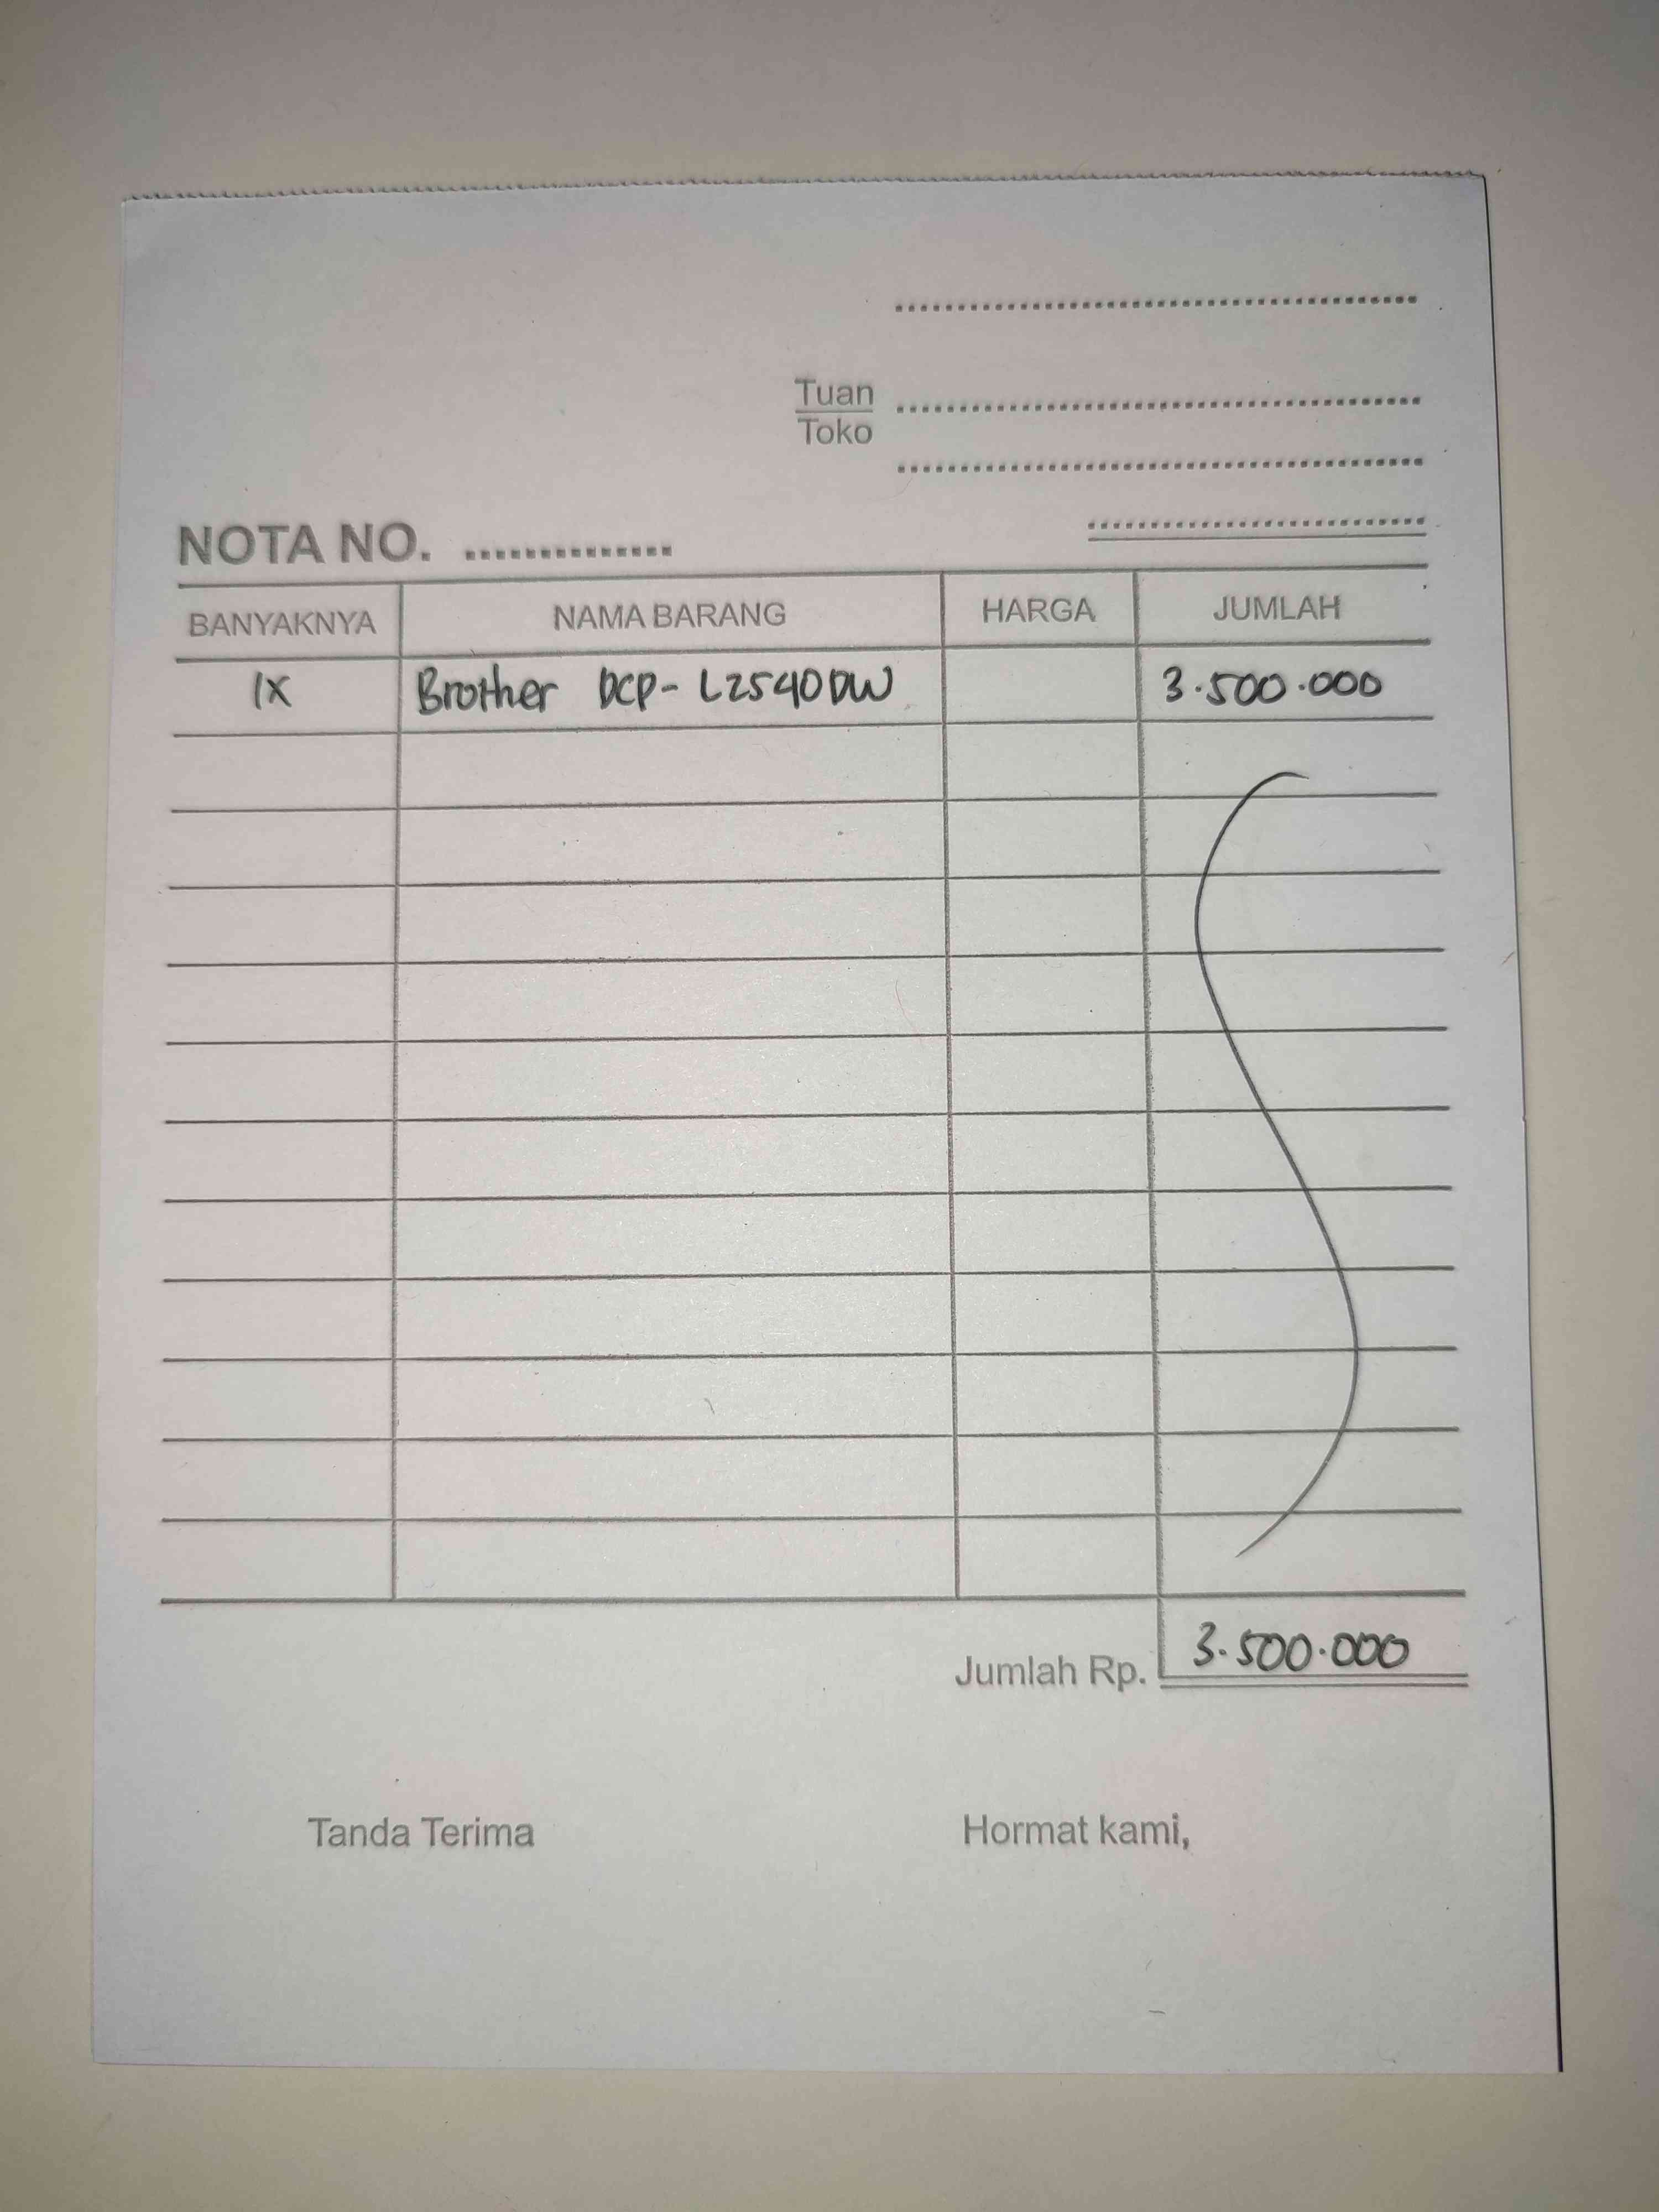 Tuan
Toko
NOTA NO. ..............
BANYAKNYA NAMA BARANG HARGA JUMLAH
1X Brother DCP-L2540DW 3.500.000
Jumlah Rp. 3.500.000
Tanda Terima Hormat kami,